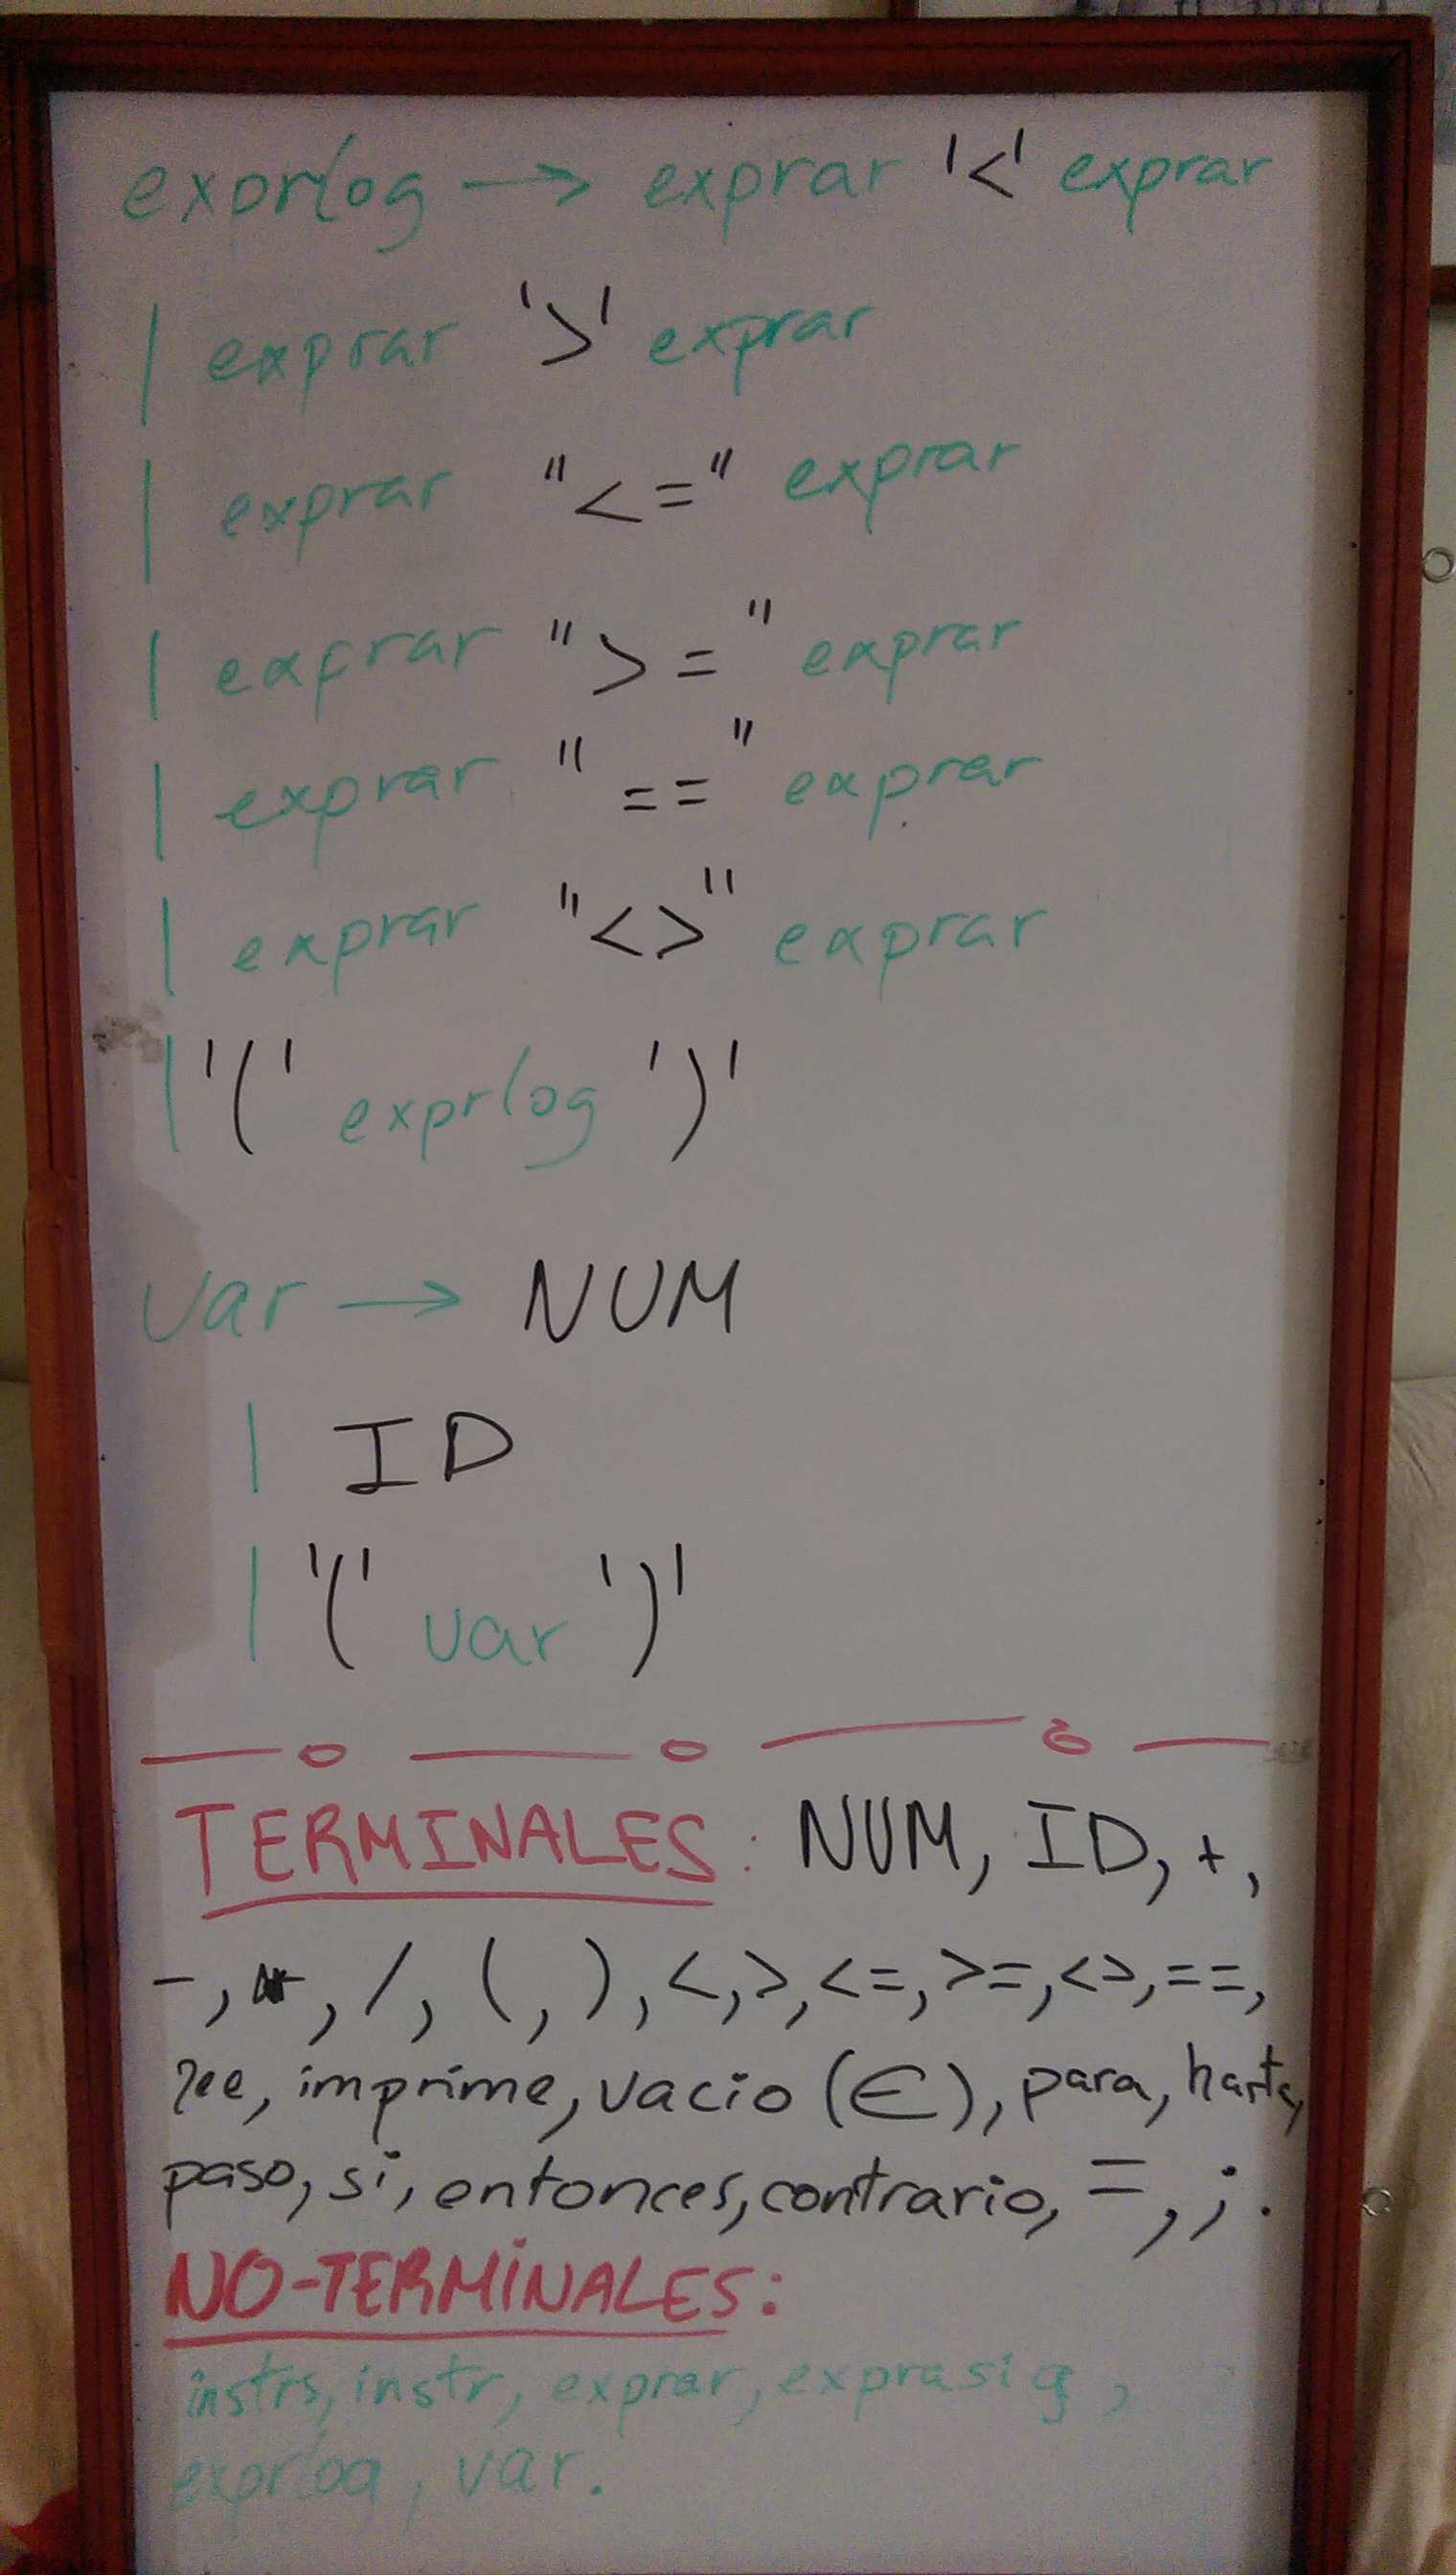 exprlog → exprar '<' exprar
| exprar '>' exprar
| exprar "<=" exprar
| exprar ">=" exprar
| exprar "==" exprar
| exprar "<>" exprar
| '(' exprlog ')'
var → NUM
| ID
| '(' var ')'
TERMINALES: NUM, ID, +,
-, *, /, (, ), <, >, <=, >=, <>, ==,
lee, imprime, vacio (∈), para, hasta,
paso, si, entonces, contrario, =, ;.
NO-TERMINALES:
instrs, instr, exprar, exprasig,
exprlog, var.